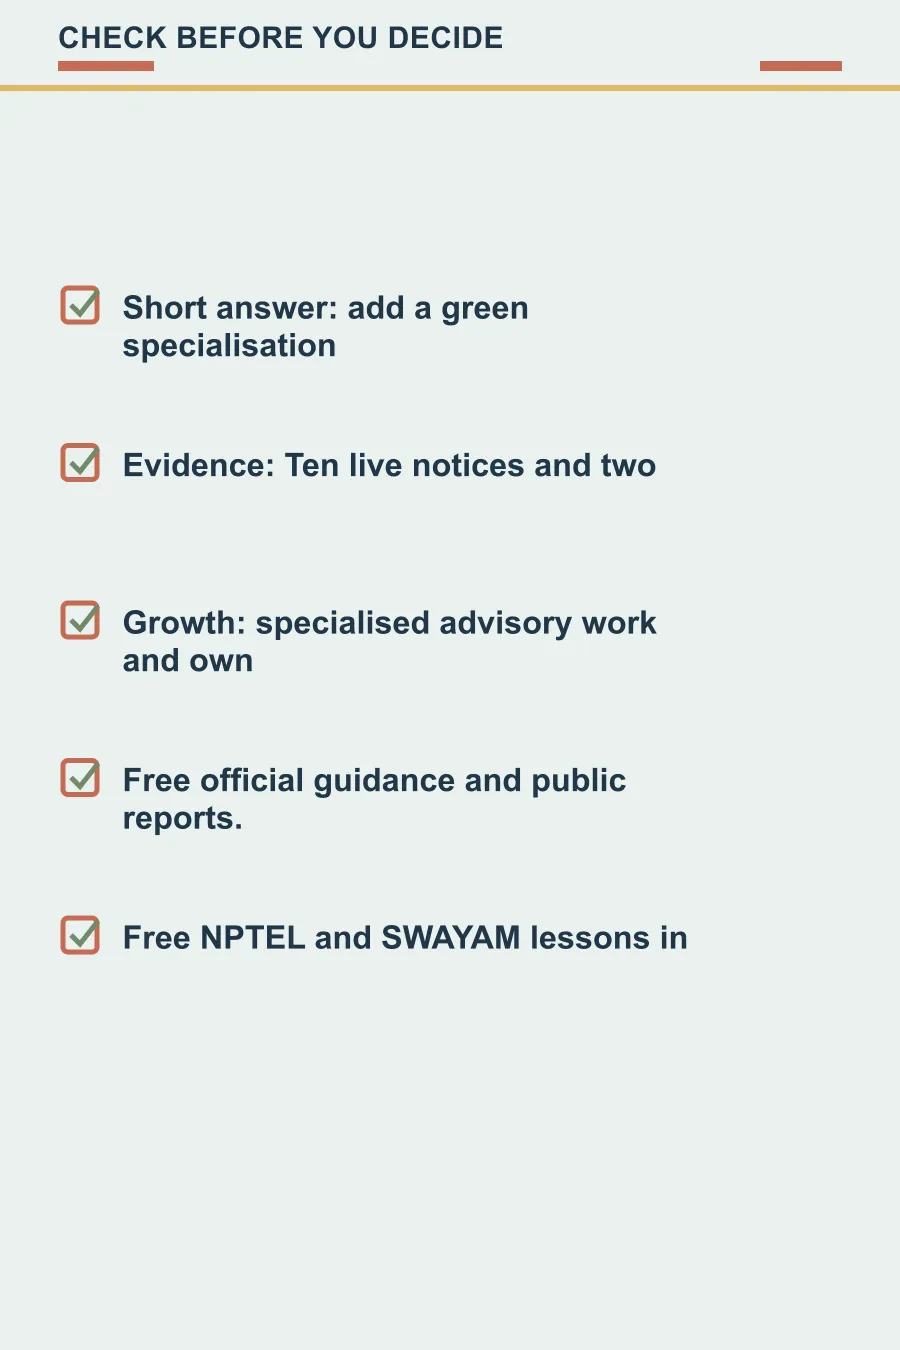 CHECK BEFORE YOU DECIDE
Short answer: add a green
specialisation
Evidence: Ten live notices and two
Growth: specialised advisory work
and own
Free official guidance and public
reports.
Free NPTEL and SWAYAM lessons in